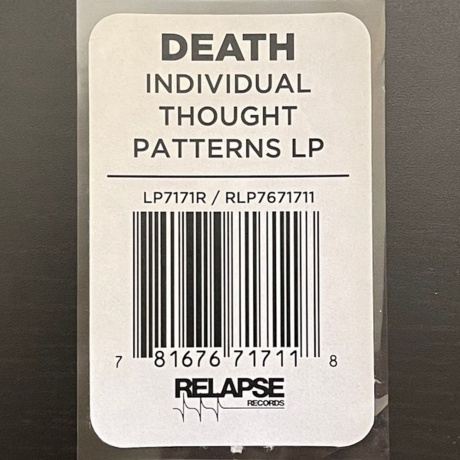 DEATH
INDIVIDUAL
THOUGHT
PATTERNS LP
LP7171R / RLP7671711
7 81676 71711 8
RELAPSE
RECORDS